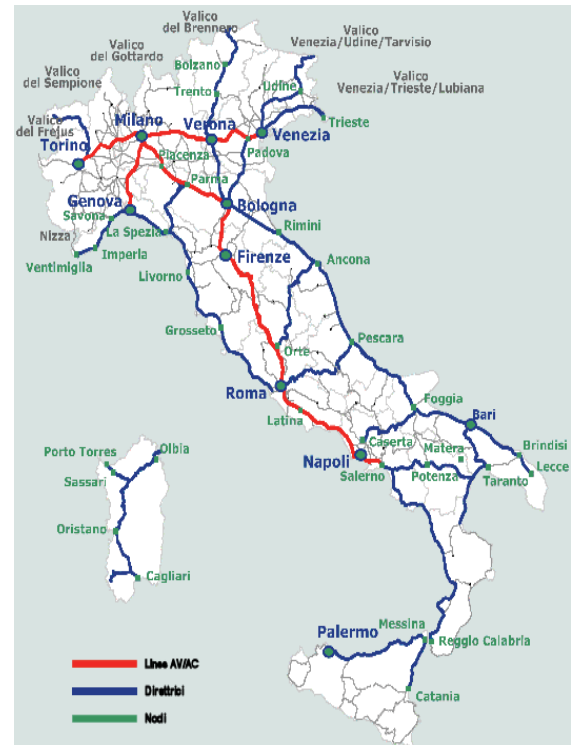 Valico
del Brennero
Valico
del Gottardo
Valico
Venezia/Udine/Tarvisio
Valico
del Sempione
Valico
Venezia/Trieste/Lubiana
Valico
del Frejus
Bolzano
Trento
Udine
Trieste
Milano
Verona
Venezia
Torino
Padova
Piacenza
Parma
Genova
Bologna
Savona
La Spezia
Rimini
Nizza
Imperia
Ventimiglia
Firenze
Ancona
Livorno
Grosseto
Orte
Pescara
Roma
Latina
Foggia
Bari
Caserta
Matera
Brindisi
Napoli
Salerno
Potenza
Taranto
Lecce
Porto Torres
Olbia
Sassari
Oristano
Cagliari
Messina
Palermo
Reggio Calabria
Catania
Linee AV/AC
Direttrici
Nodi